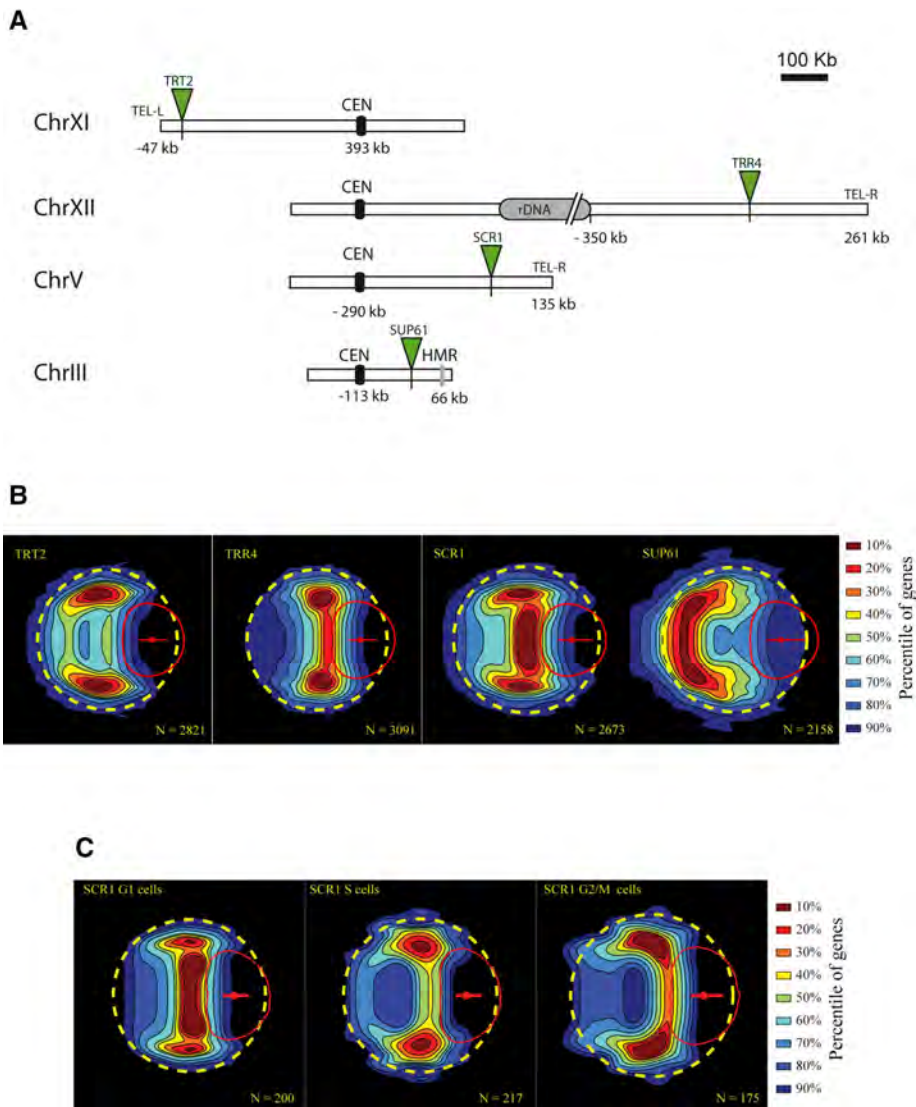 A
100 Kb
TRT2
TEL-L
CEN
ChrXI
-47 kb
393 kb
TRR4
CEN
TEL-R
ChrXII
rDNA
- 350 kb
261 kb
SCR1
CEN
TEL-R
ChrV
- 290 kb
135 kb
SUP61
CEN
HMR
ChrIII
-113 kb
66 kb
B
TRT2
TRR4
SCR1
SUP61
N = 2821
N = 3091
N = 2673
N = 2158
10%
20%
30%
40%
50%
60%
70%
80%
90%
Percentile of genes
C
SCR1 G1 cells
SCR1 S cells
SCR1 G2/M cells
N = 200
N = 217
N = 175
10%
20%
30%
40%
50%
60%
70%
80%
90%
Percentile of genes